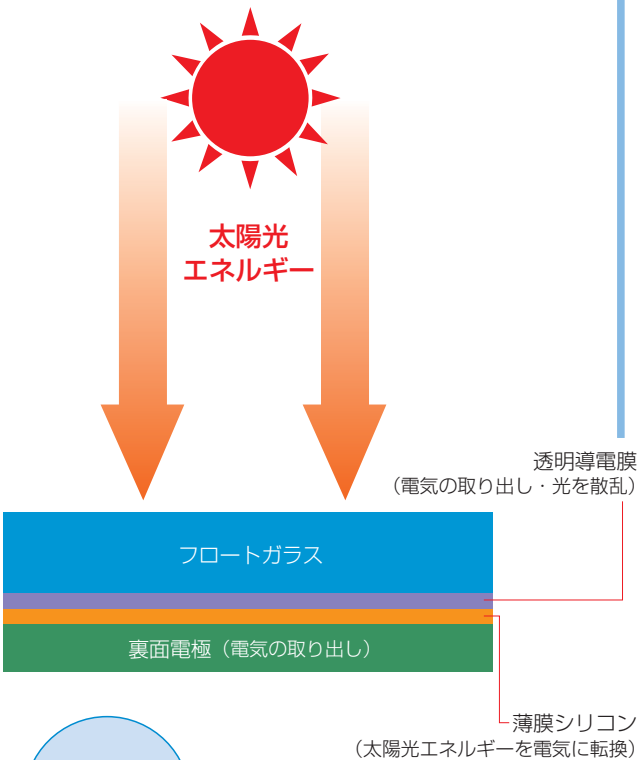 太陽光
エネルギー
透明導電膜
（電気の取り出し・光を散乱）
フロートガラス
裏面電極（電気の取り出し）
薄膜シリコン
（太陽光エネルギーを電気に転換）